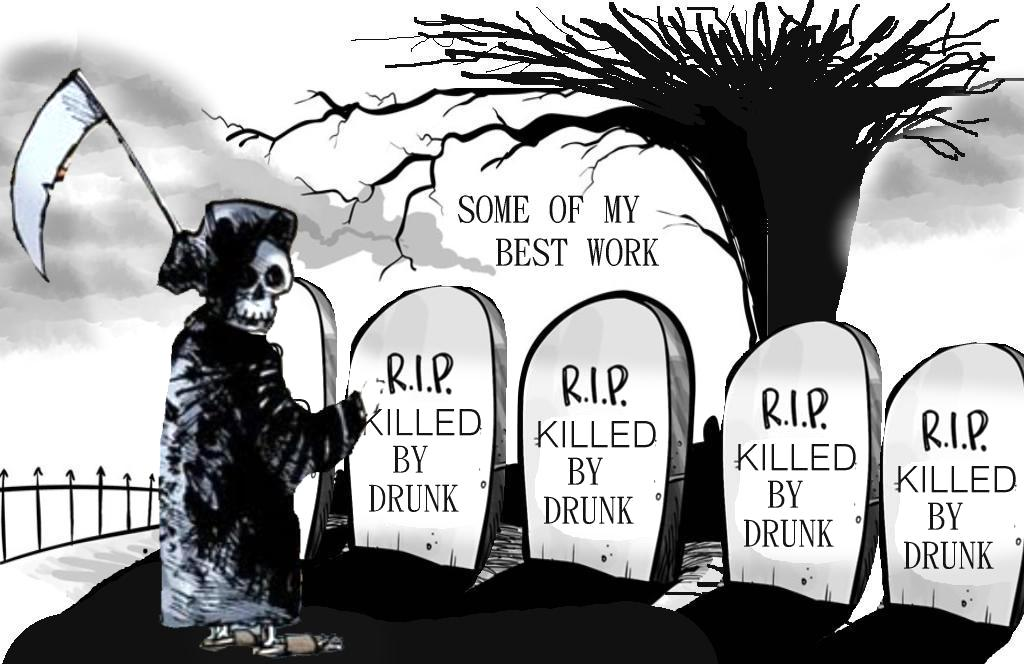 SOME OF MY
BEST WORK
R.I.P.
KILLED
BY
DRUNK
R.I.P.
KILLED
BY
DRUNK
R.I.P.
KILLED
BY
DRUNK
R.I.P.
KILLED
BY
DRUNK